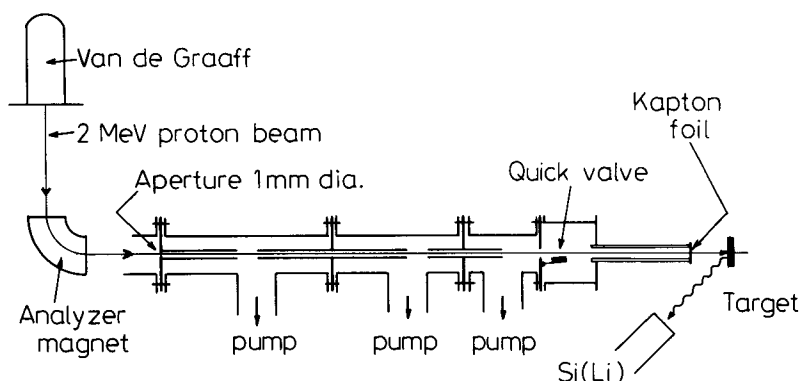 Van de Graaff
2 MeV proton beam
Kapton
foil
Quick valve
Aperture 1mm dia.
Analyzer
magnet
pump
pump
pump
Target
Si(Li)